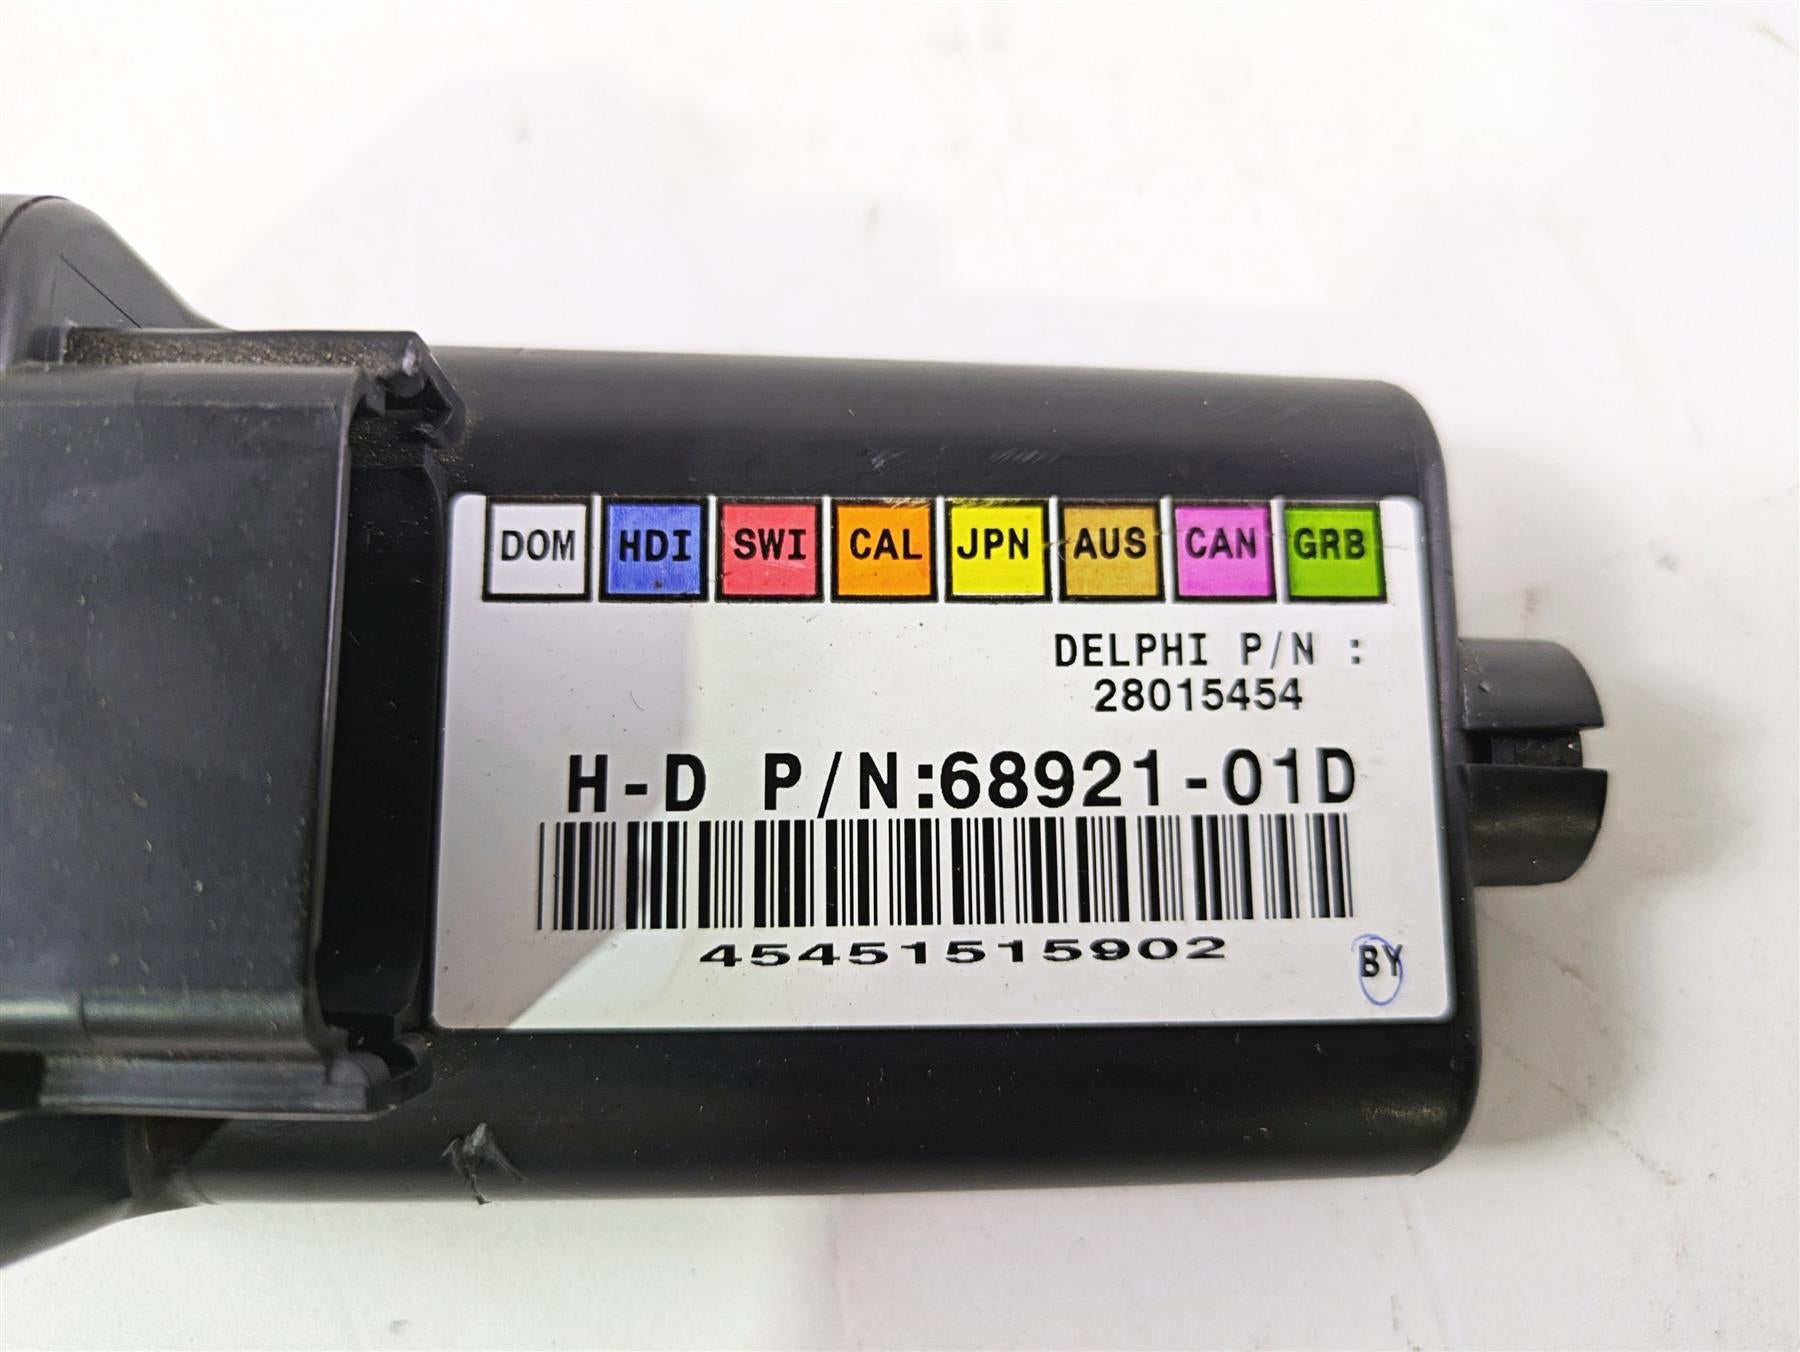 DOM HDI SWI CAL JPN AUS CAN GRB
DELPHI P/N :
28015454
H-D P/N:68921-01D
45451515902
BY